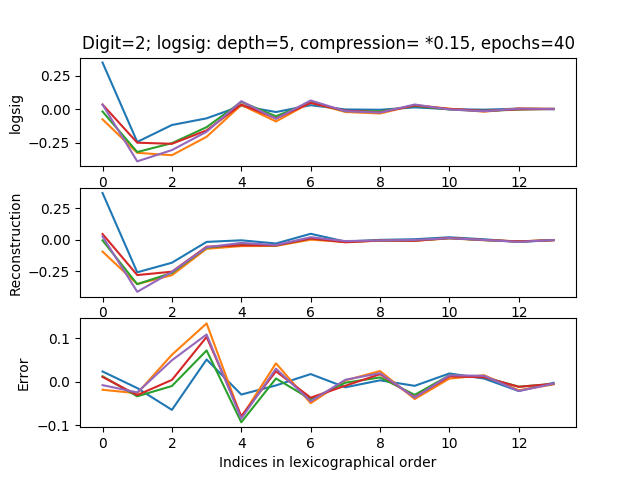 Digit=2; logsig: depth=5, compression= *0.15, epochs=40
logsig
0.25
0.00
−0.25
0 2 4 6 8 10 12
Reconstruction
0.25
0.00
−0.25
0 2 4 6 8 10 12
Error
0.1
0.0
−0.1
0 2 4 6 8 10 12
Indices in lexicographical order